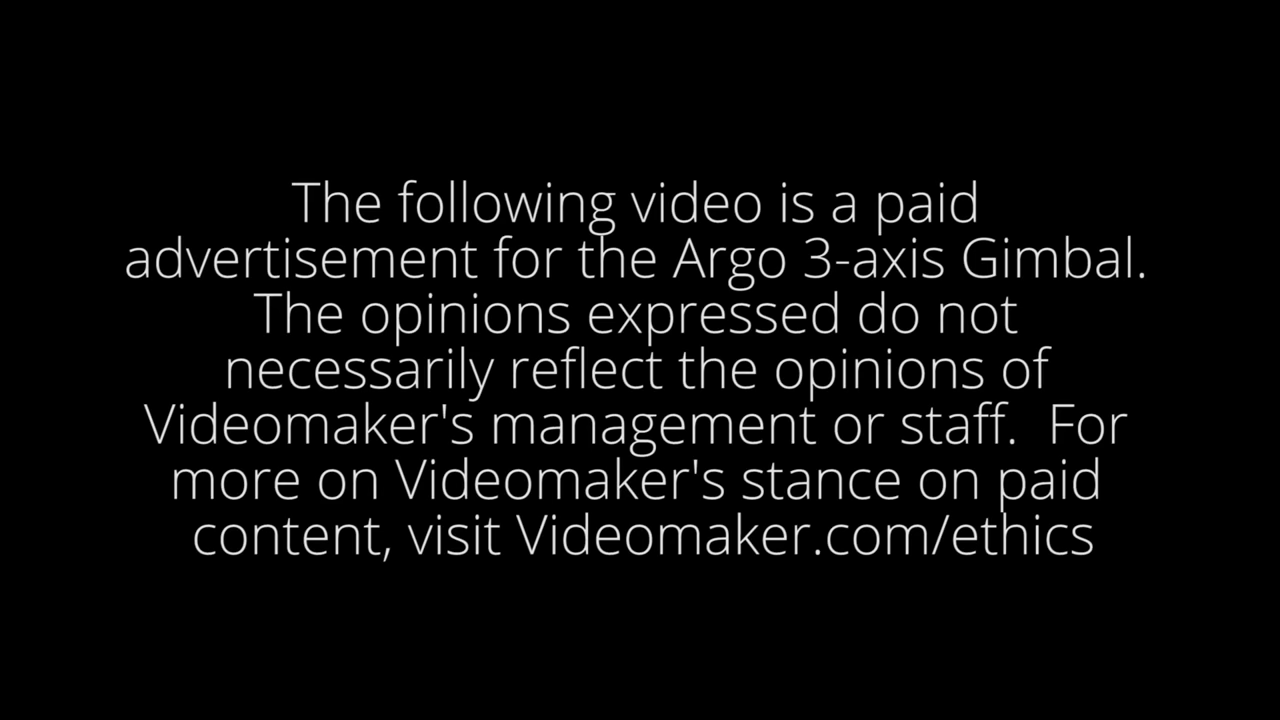 The following video is a paid
advertisement for the Argo 3-axis Gimbal.
The opinions expressed do not
necessarily reflect the opinions of
Videomaker's management or staff.  For
more on Videomaker's stance on paid
content, visit Videomaker.com/ethics